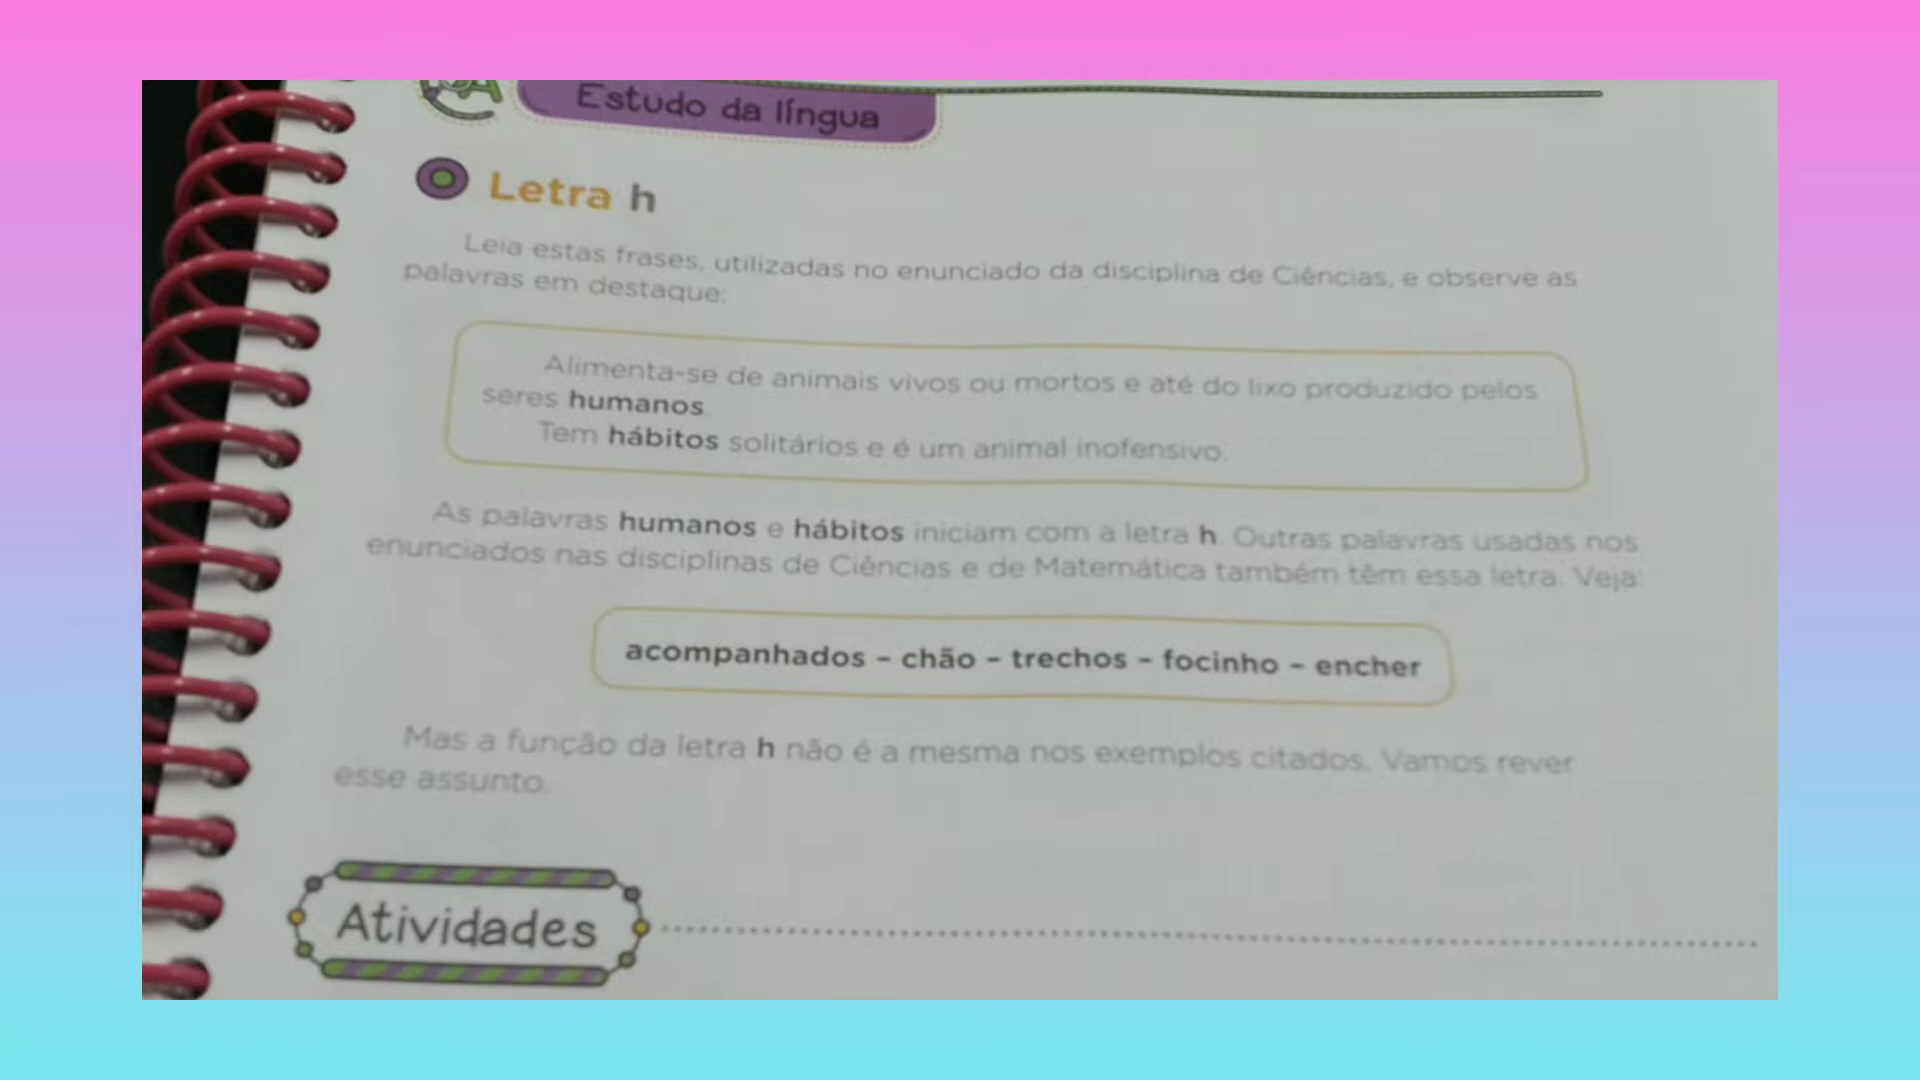 Estudo da língua
Letra h
Leia estas frases, utilizadas no enunciado da disciplina de Ciências, e observe as
palavras em destaque:
Alimenta-se de animais vivos ou mortos e até do lixo produzido pelos
seres humanos.
Tem hábitos solitários e é um animal inofensivo.
As palavras humanos e hábitos iniciam com a letra h. Outras palavras usadas nos
enunciados nas disciplinas de Ciências e de Matemática também têm essa letra. Veja:
acompanhados – chão – trechos – focinho – encher
Mas a função da letra h não é a mesma nos exemplos citados. Vamos rever
esse assunto.
Atividades